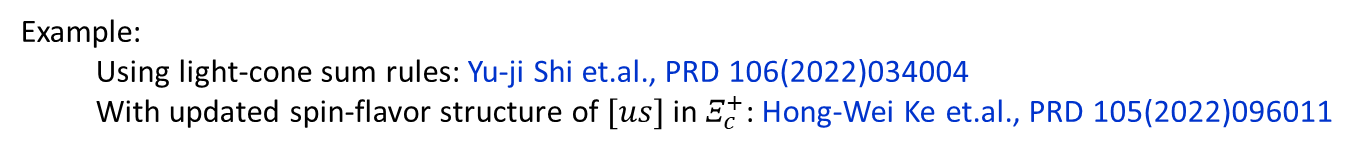 Example:
Using light-cone sum rules: Yu-ji Shi et.al., PRD 106(2022)034004
With updated spin-flavor structure of [𝑢𝑠] in 𝛯𝑐⁺: Hong-Wei Ke et.al., PRD 105(2022)096011